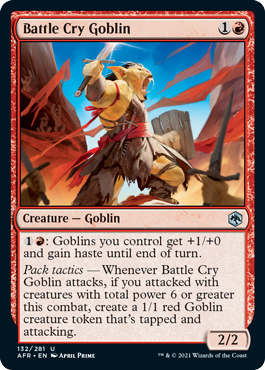 Battle Cry Goblin 1
Creature — Goblin
1 : Goblins you control get +1/+0
and gain haste until end of turn.
Pack tactics — Whenever Battle Cry
Goblin attacks, if you attacked with
creatures with total power 6 or greater
this combat, create a 1/1 red Goblin
creature token that's tapped and
attacking.
2/2
132/281 U
AFR • EN April Prime
™ & © 2021 Wizards of the Coast